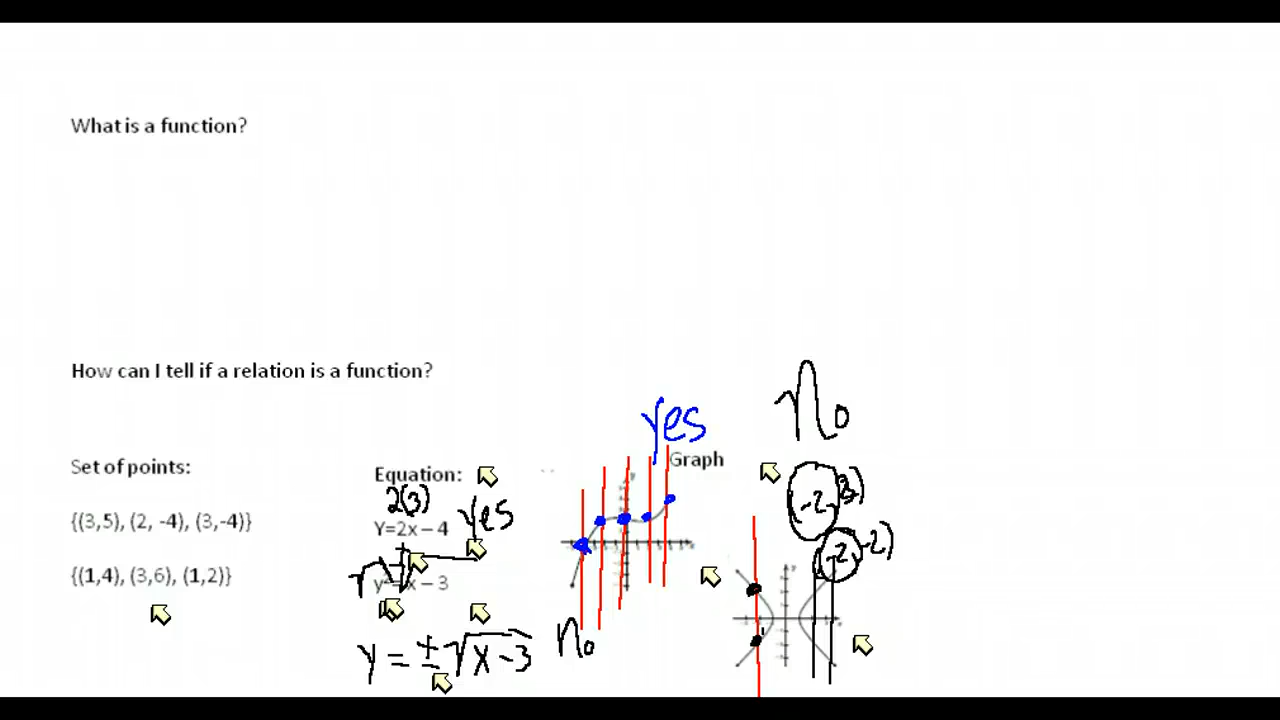 What is a function?
How can I tell if a relation is a function?
no
yes
Set of points:
Equation:
Graph
2(3)
yes
(-2, 3)
{(3,5), (2, -4), (3,-4)}
Y=2x – 4
(-2, -2)
{(1,4), (3,6), (1,2)}
x – 3
no
y = ±√x-3